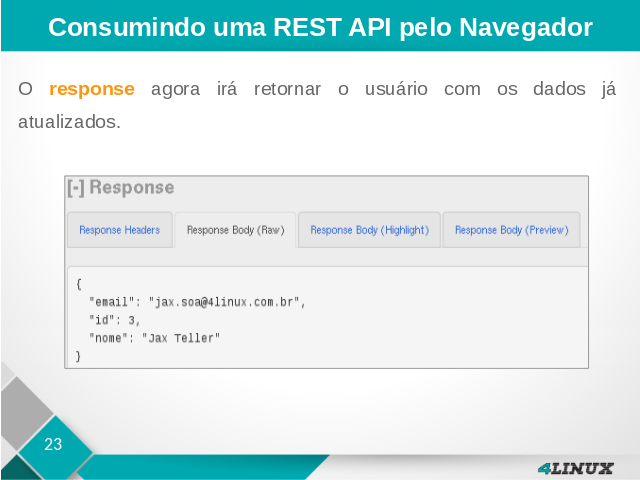 Consumindo uma REST API pelo Navegador
O response agora irá retornar o usuário com os dados já
atualizados.
[-] Response
Response Headers Response Body (Raw) Response Body (Highlight) Response Body (Preview)
{
"email": "jax.soa@4linux.com.br",
"id": 3,
"nome": "Jax Teller"
}
23
4LINUX